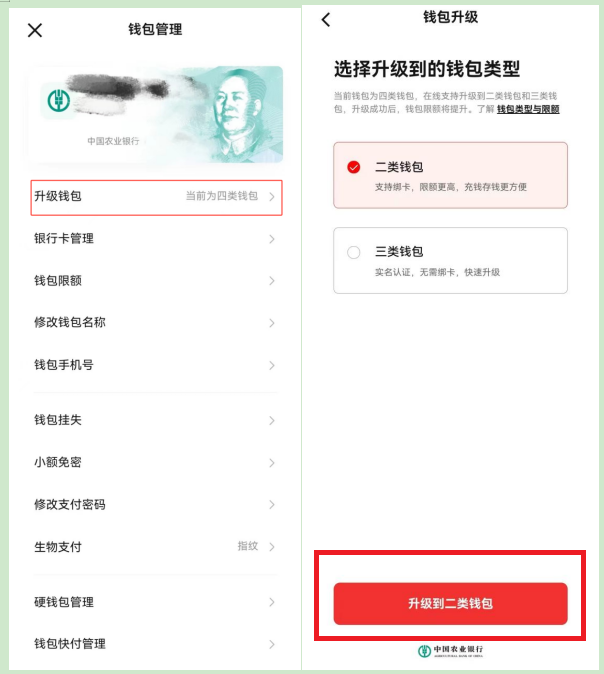 钱包管理
中国农业银行
升级钱包 当前为四类钱包
银行卡管理
钱包限额
修改钱包名称
钱包手机号
钱包挂失
小额免密
修改支付密码
生物支付 指纹
硬钱包管理
钱包快付管理
钱包升级
选择升级到的钱包类型
当前钱包为四类钱包，在线支持升级到二类钱包和三类钱
包，升级成功后，钱包限额将提升。了解 钱包类型与限额
二类钱包
支持绑卡，限额更高，充钱存钱更方便
三类钱包
实名认证，无需绑卡，快速升级
升级到二类钱包
中国农业银行
AGRICULTURAL BANK OF CHINA